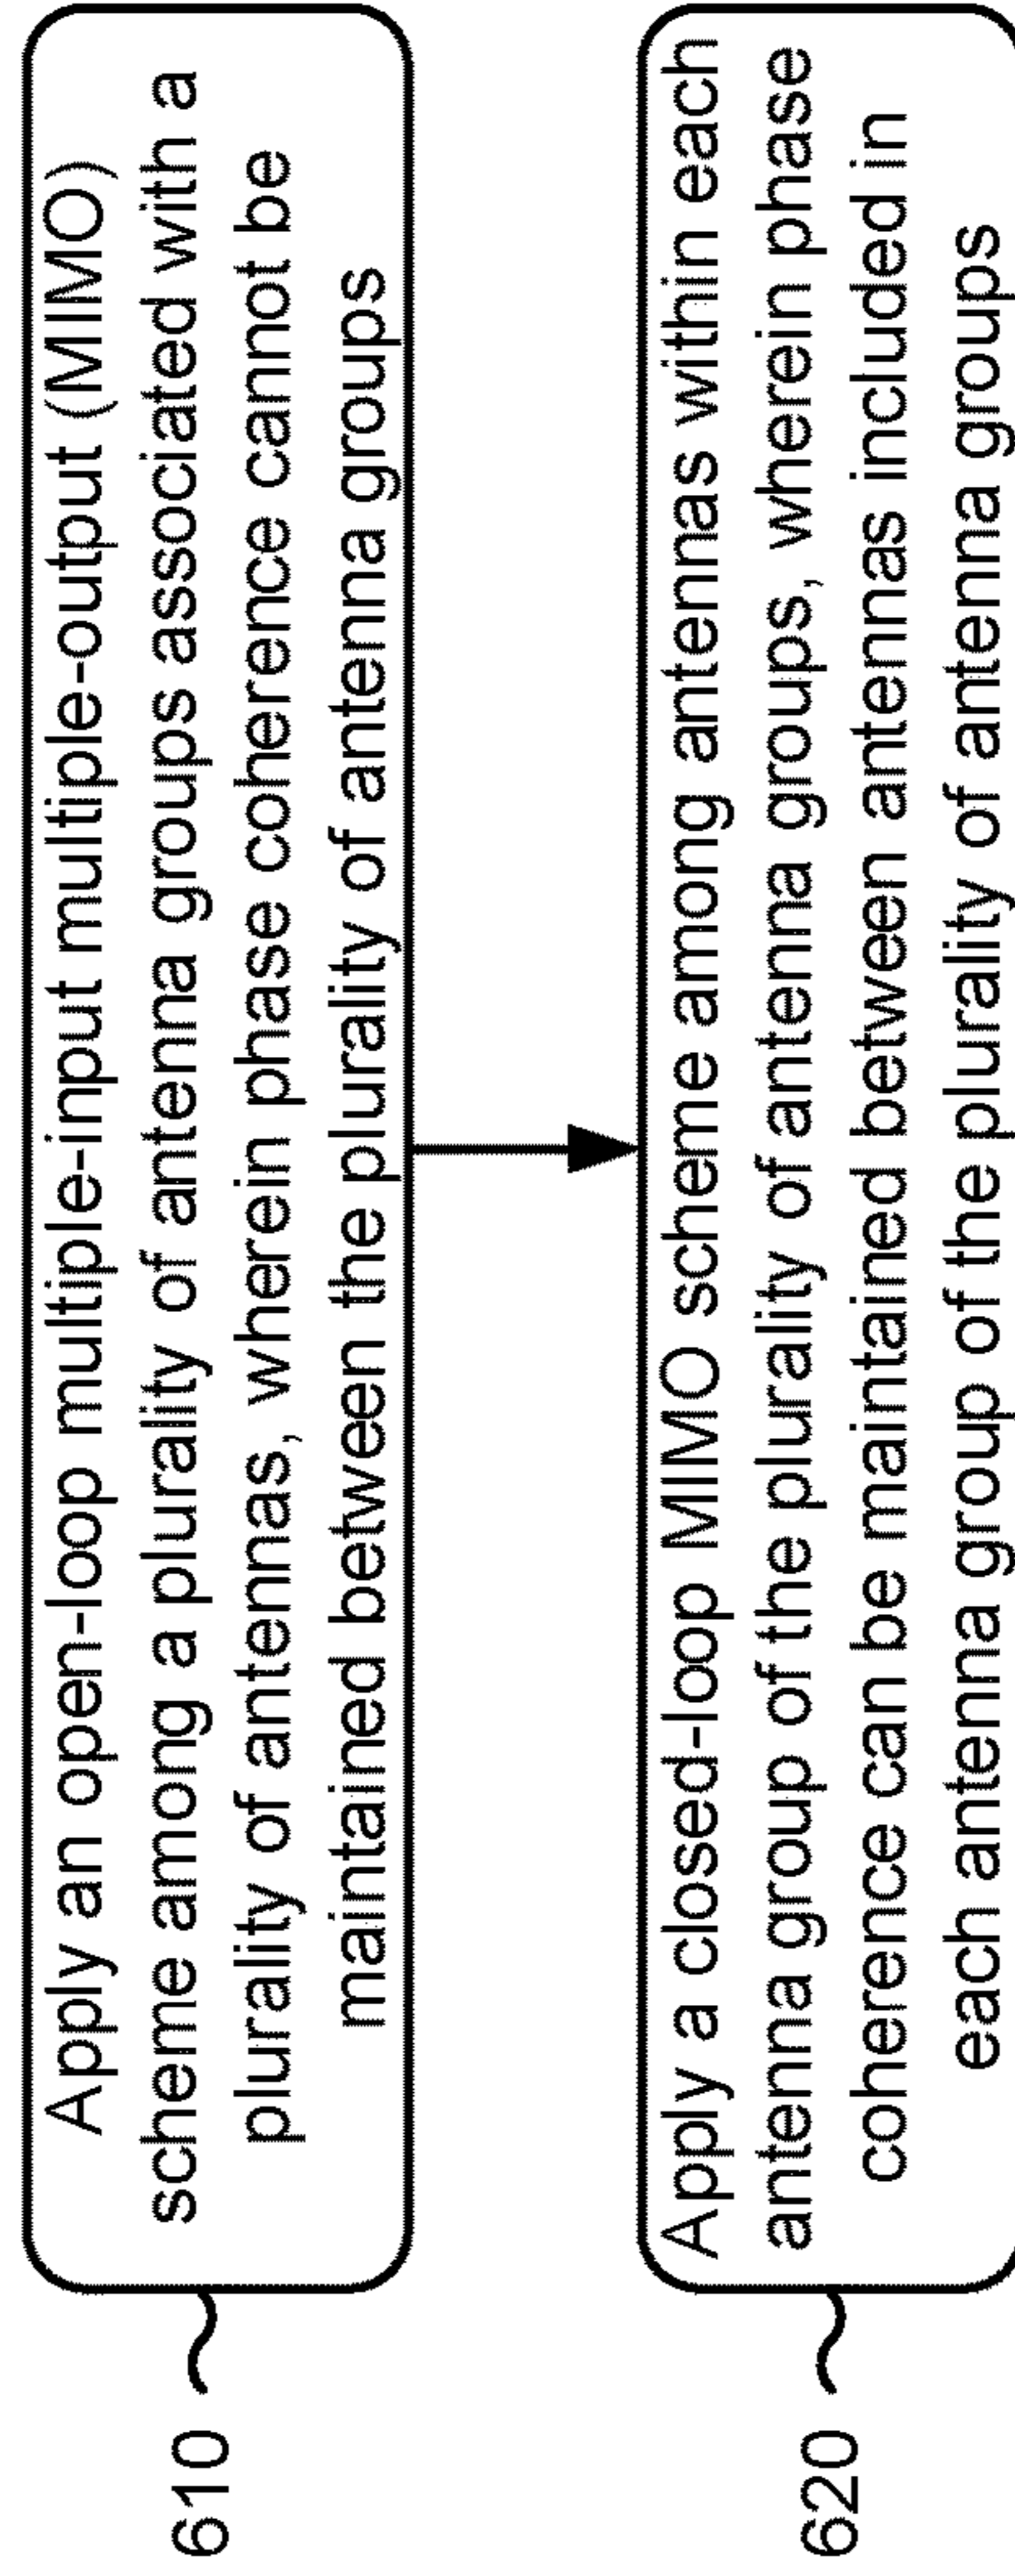 610
Apply an open-loop multiple-input multiple-output (MIMO)
scheme among a plurality of antenna groups associated with a
plurality of antennas, wherein phase coherence cannot be
maintained between the plurality of antenna groups
620
Apply a closed-loop MIMO scheme among antennas within each
antenna group of the plurality of antenna groups, wherein phase
coherence can be maintained between antennas included in
each antenna group of the plurality of antenna groups